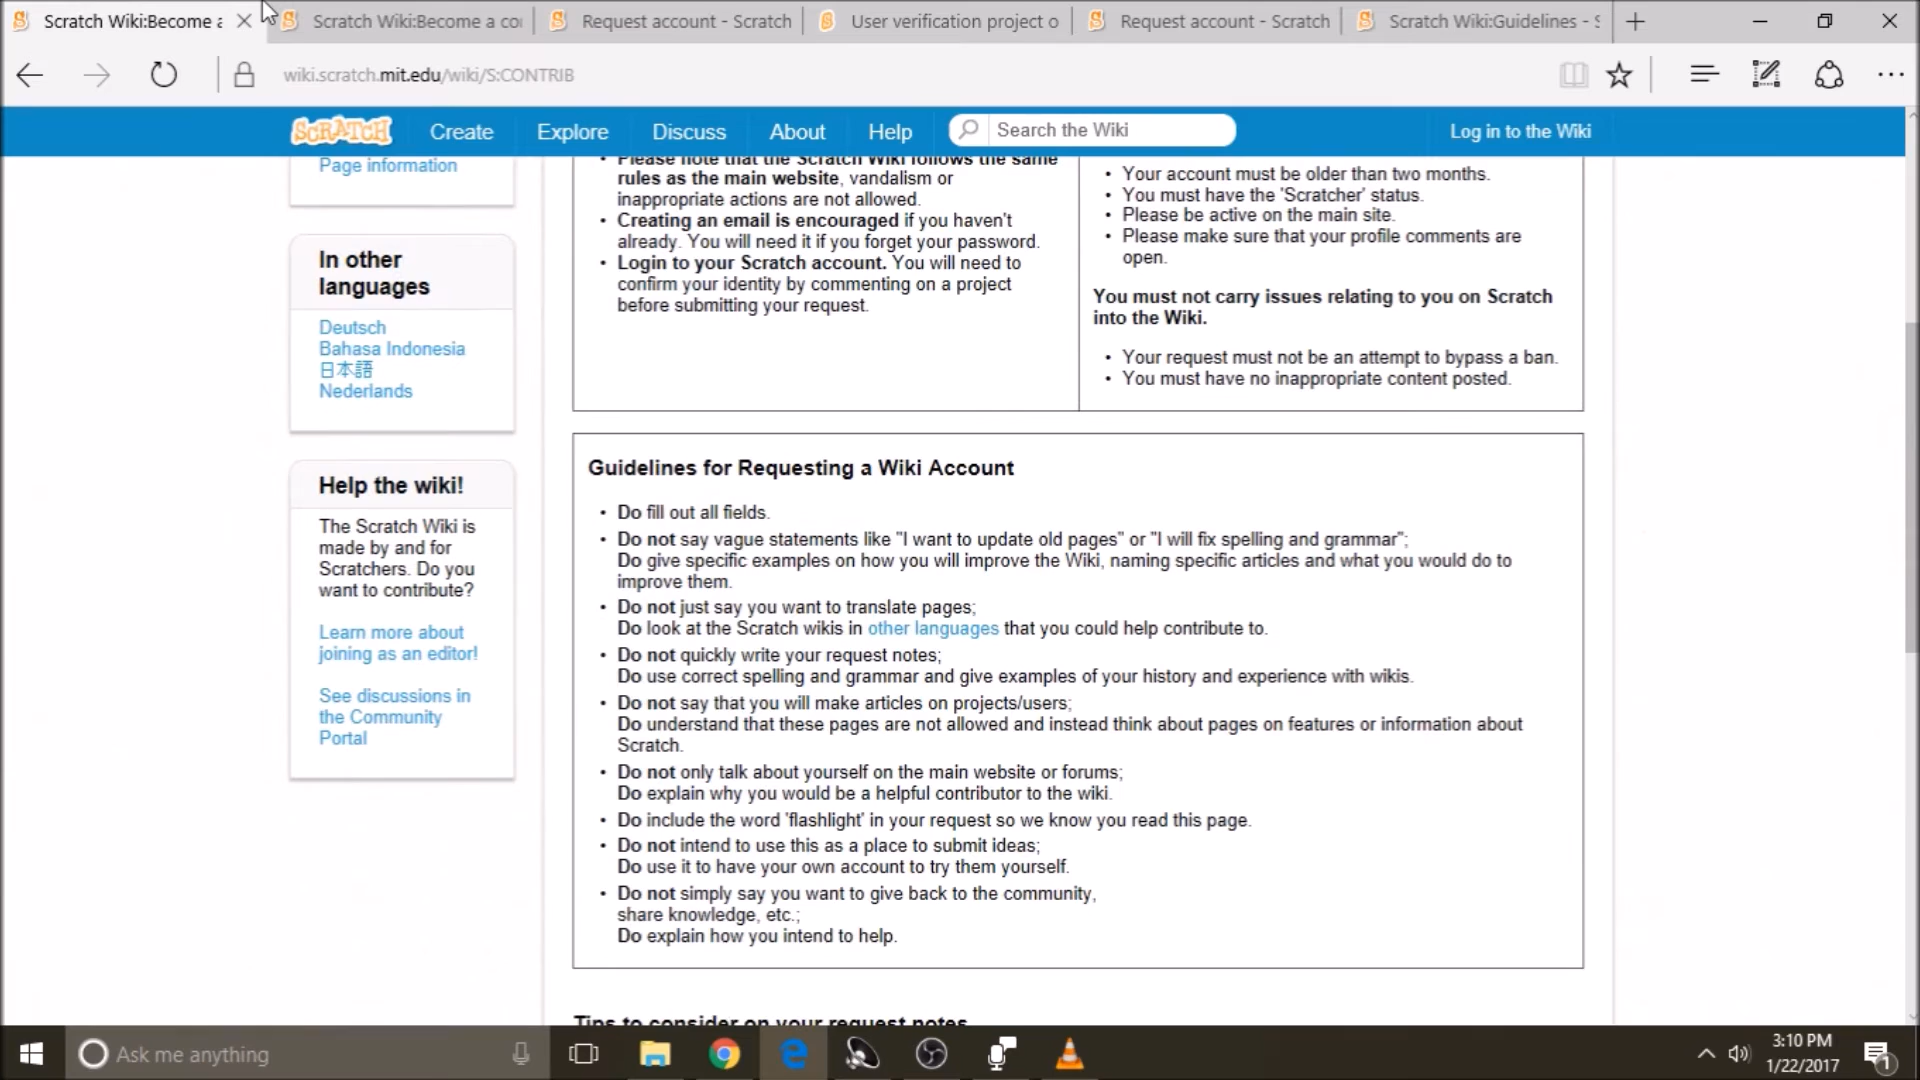 Scratch Wiki:Become a
Scratch Wiki:Become a co
Request account - Scratch
User verification project o
Request account - Scratch
Scratch Wiki:Guidelines - S
wiki.scratch.mit.edu/wiki/S:CONTRIB
SCRATCH
Create
Explore
Discuss
About
Help
Search the Wiki
Log in to the Wiki
Page information
In other
languages
Deutsch
Bahasa Indonesia
日本語
Nederlands
Help the wiki!
The Scratch Wiki is
made by and for
Scratchers. Do you
want to contribute?
Learn more about
joining as an editor!
See discussions in
the Community
Portal
• Please note that the Scratch Wiki follows the same
rules as the main website, vandalism or
inappropriate actions are not allowed.
• Creating an email is encouraged if you haven't
already. You will need it if you forget your password.
• Login to your Scratch account. You will need to
confirm your identity by commenting on a project
before submitting your request.
• Your account must be older than two months.
• You must have the 'Scratcher' status.
• Please be active on the main site.
• Please make sure that your profile comments are
open.
You must not carry issues relating to you on Scratch
into the Wiki.
• Your request must not be an attempt to bypass a ban.
• You must have no inappropriate content posted.
Guidelines for Requesting a Wiki Account
• Do fill out all fields.
• Do not say vague statements like "I want to update old pages" or "I will fix spelling and grammar";
Do give specific examples on how you will improve the Wiki, naming specific articles and what you would do to
improve them.
• Do not just say you want to translate pages;
Do look at the Scratch wikis in other languages that you could help contribute to.
• Do not quickly write your request notes;
Do use correct spelling and grammar and give examples of your history and experience with wikis.
• Do not say that you will make articles on projects/users;
Do understand that these pages are not allowed and instead think about pages on features or information about
Scratch.
• Do not only talk about yourself on the main website or forums;
Do explain why you would be a helpful contributor to the wiki.
• Do include the word 'flashlight' in your request so we know you read this page.
• Do not intend to use this as a place to submit ideas;
Do use it to have your own account to try them yourself.
• Do not simply say you want to give back to the community,
share knowledge, etc.;
Do explain how you intend to help.
Tips to consider on your request notes
Ask me anything
3:10 PM
1/22/2017
1